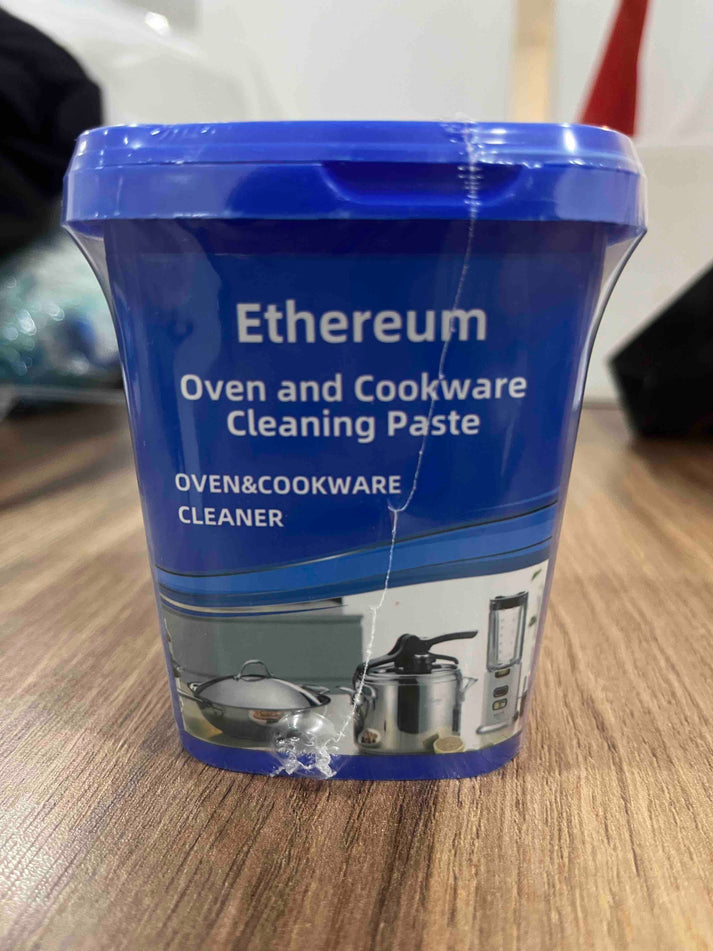 Ethereum
Oven and Cookware
Cleaning Paste
OVEN&COOKWARE
CLEANER